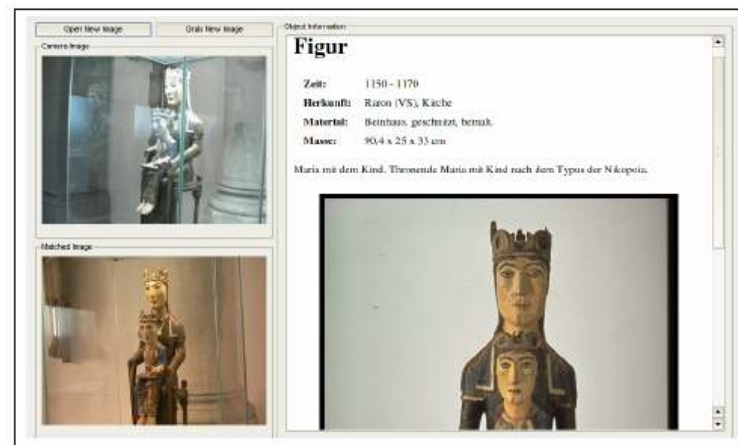 Open New Image
Grab New Image
Camera Image
Matched Image
Object Information
Figur
Zeit: 1150 - 1170
Herkunft: Raron (VS), Kirche
Material: Beinhaus, geschnitzt, bemalt.
Masse: 90,4 x 25 x 33 cm
Maria mit dem Kind. Thronende Maria mit Kind nach dem Typus der Nikopoia.